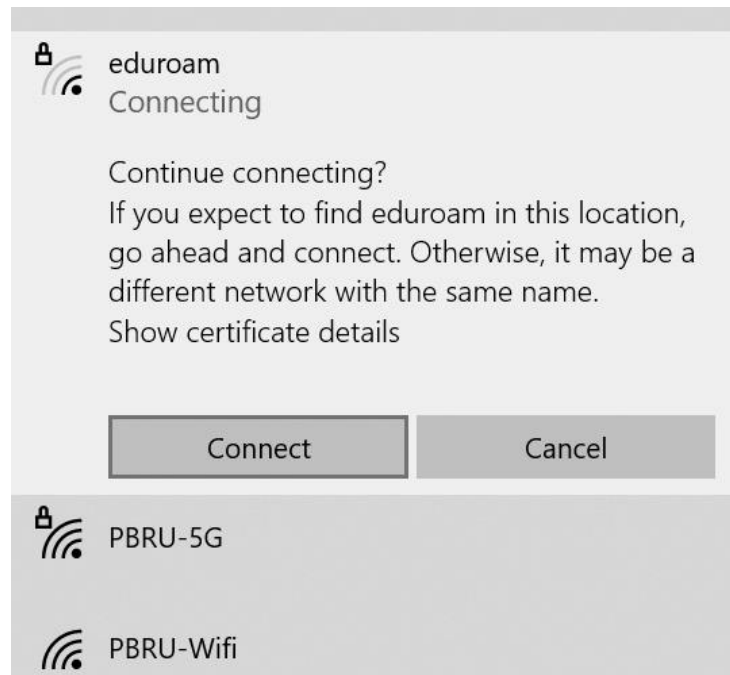 eduroam
Connecting
Continue connecting?
If you expect to find eduroam in this location,
go ahead and connect. Otherwise, it may be a
different network with the same name.
Show certificate details
Connect
Cancel
PBRU-5G
PBRU-Wifi